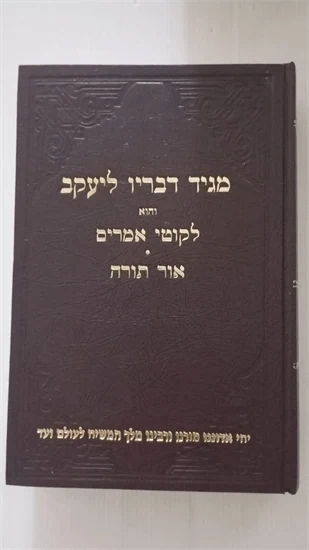 מגיד דבריו ליעקב
והוא
לקוטי אמרים
•
אור תורה
יחי אדוננו מורנו ורבינו מלך המשיח לעולם ועד